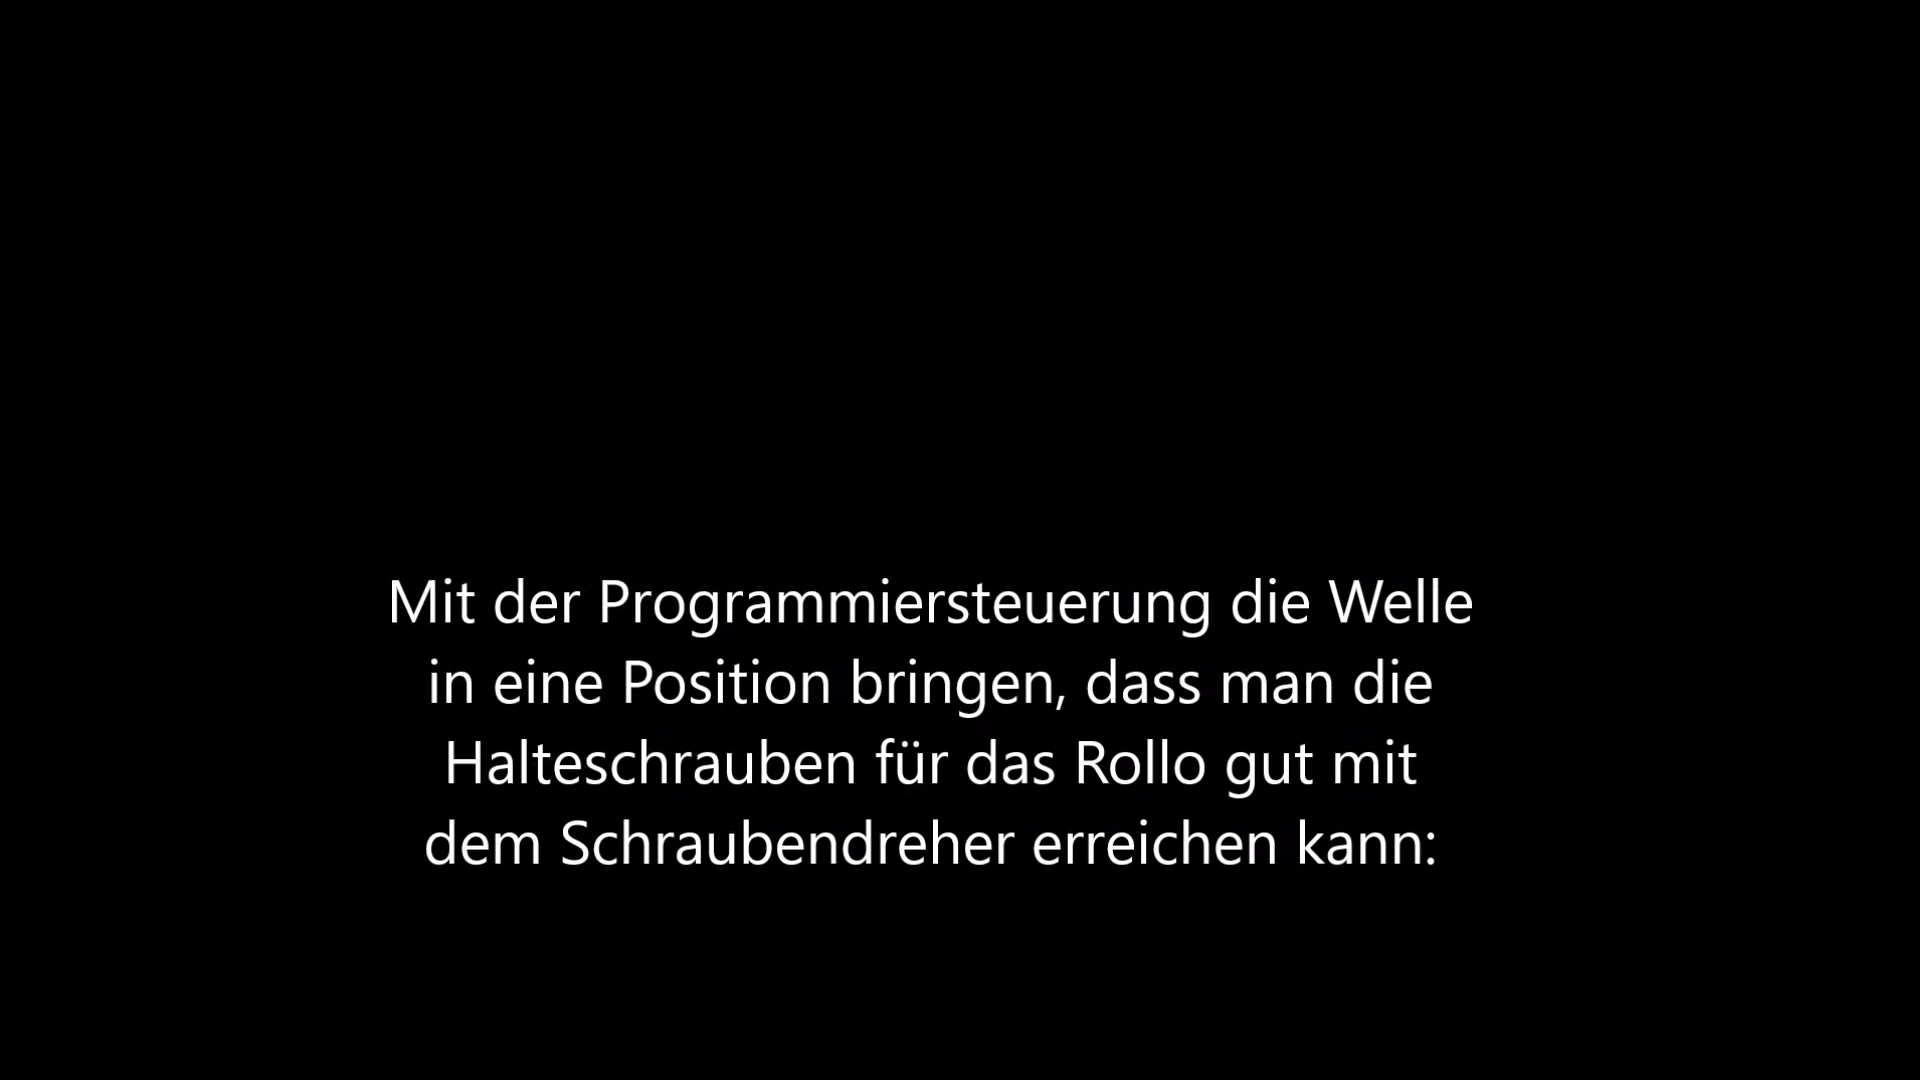 Mit der Programmiersteuerung die Welle
in eine Position bringen, dass man die
Halteschrauben für das Rollo gut mit
dem Schraubendreher erreichen kann: